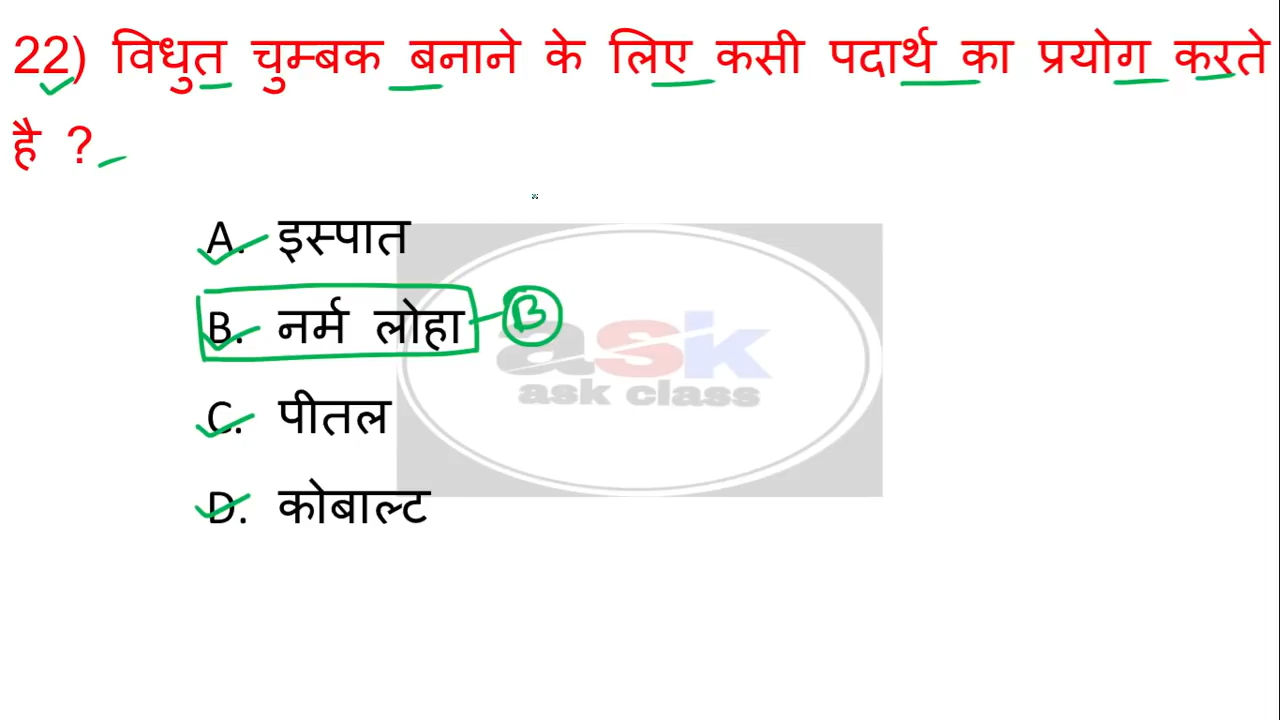 22) विधुत चुम्बक बनाने के लिए कसी पदार्थ का प्रयोग करते
है ?
A. इस्पात
B. नर्म लोहा
B
C. पीतल
D. कोबाल्ट
ask
ask class